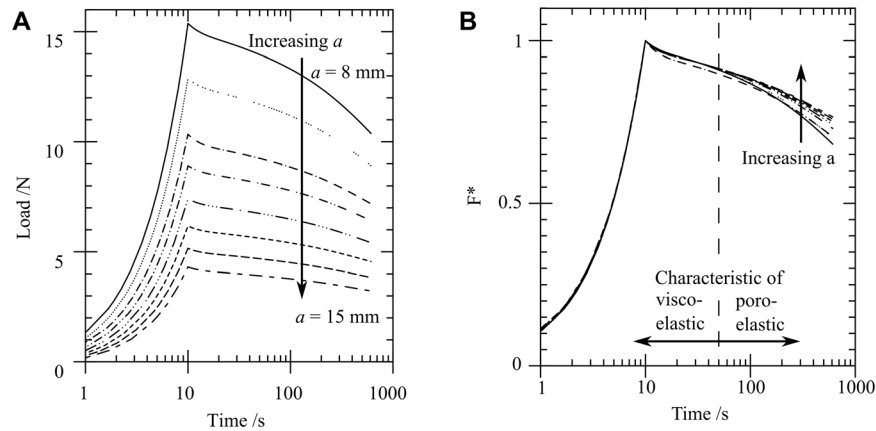 A
Load /N
15
10
5
0
Increasing a
a = 8 mm
a = 15 mm
1
10
100
1000
Time /s
B
F*
1
0.5
0
Increasing a
Characteristic of
visco-
elastic
poro-
elastic
1
10
100
1000
Time /s